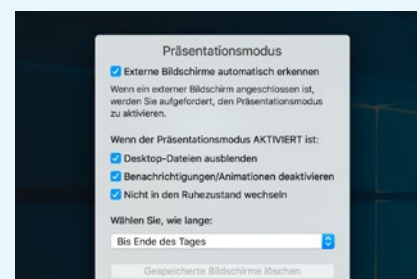 Präsentationsmodus
Externe Bildschirme automatisch erkennen
Wenn ein externer Bildschirm angeschlossen ist,
werden Sie aufgefordert, den Präsentationsmodus
zu aktivieren.
Wenn der Präsentationsmodus AKTIVIERT ist:
Desktop-Dateien ausblenden
Benachrichtigungen/Animationen deaktivieren
Nicht in den Ruhezustand wechseln
Wählen Sie, wie lange:
Bis Ende des Tages
Gespeicherte Bildschirme löschen